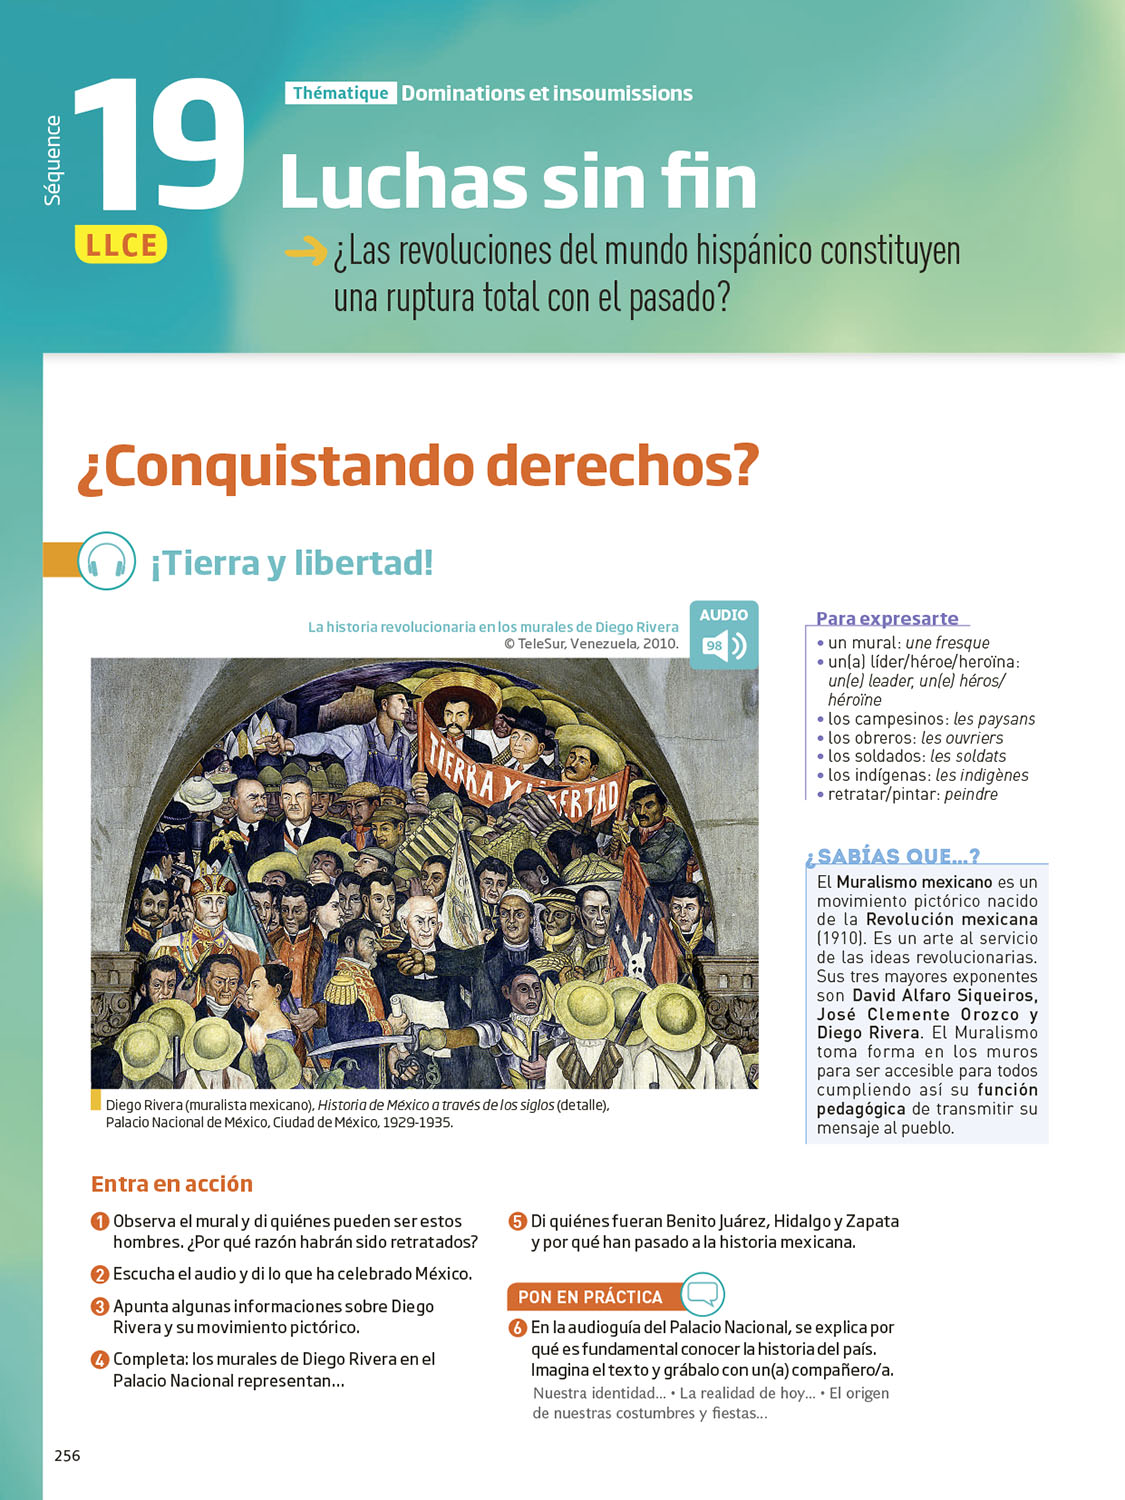 Séquence
19
LLCE
Thématique Dominations et insoumissions
Luchas sin fin
¿Las revoluciones del mundo hispánico constituyen
una ruptura total con el pasado?
¿Conquistando derechos?
¡Tierra y libertad!
La historia revolucionaria en los murales de Diego Rivera
© TeleSur, Venezuela, 2010.
AUDIO
98
TIERRA Y LIBERTAD
Diego Rivera (muralista mexicano), Historia de México a través de los siglos (detalle),
Palacio Nacional de México, Ciudad de México, 1929-1935.
Para expresarte
• un mural: une fresque
• un(a) líder/héroe/heroïna:
un(e) leader, un(e) héros/
héroïne
• los campesinos: les paysans
• los obreros: les ouvriers
• los soldados: les soldats
• los indígenas: les indigènes
• retratar/pintar: peindre
¿SABÍAS QUE...?
El Muralismo mexicano es un
movimiento pictórico nacido
de la Revolución mexicana
(1910). Es un arte al servicio
de las ideas revolucionarias.
Sus tres mayores exponentes
son David Alfaro Siqueiros,
José Clemente Orozco y
Diego Rivera. El Muralismo
toma forma en los muros
para ser accesible para todos
cumpliendo así su función
pedagógica de transmitir su
mensaje al pueblo.
Entra en acción
1 Observa el mural y di quiénes pueden ser estos
hombres. ¿Por qué razón habrán sido retratados?
2 Escucha el audio y di lo que ha celebrado México.
3 Apunta algunas informaciones sobre Diego
Rivera y su movimiento pictórico.
4 Completa: los murales de Diego Rivera en el
Palacio Nacional representan...
5 Di quiénes fueran Benito Juárez, Hidalgo y Zapata
y por qué han pasado a la historia mexicana.
PON EN PRÁCTICA
6 En la audioguía del Palacio Nacional, se explica por
qué es fundamental conocer la historia del país.
Imagina el texto y grábalo con un(a) compañero/a.
Nuestra identidad... • La realidad de hoy... • El origen
de nuestras costumbres y fiestas...
256